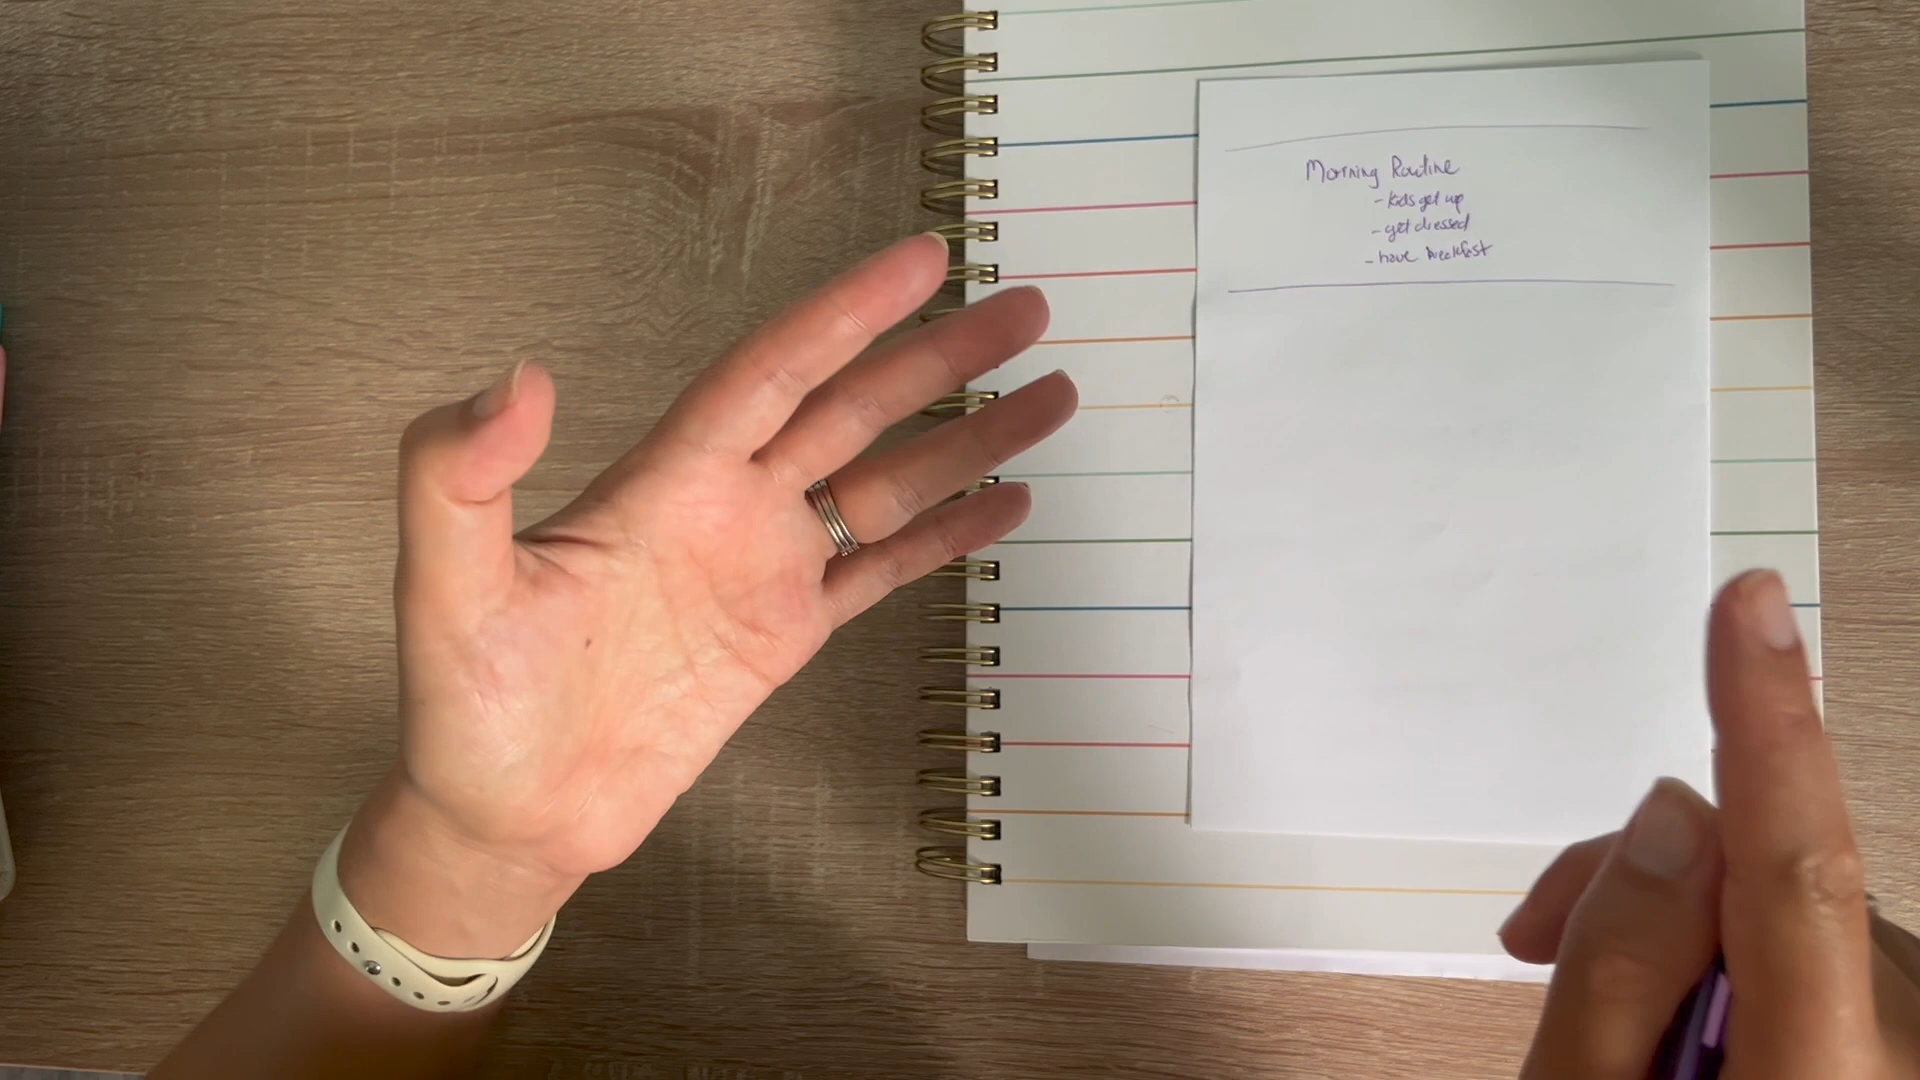 Morning Routine
- kids get up
- get dressed
- have breakfast